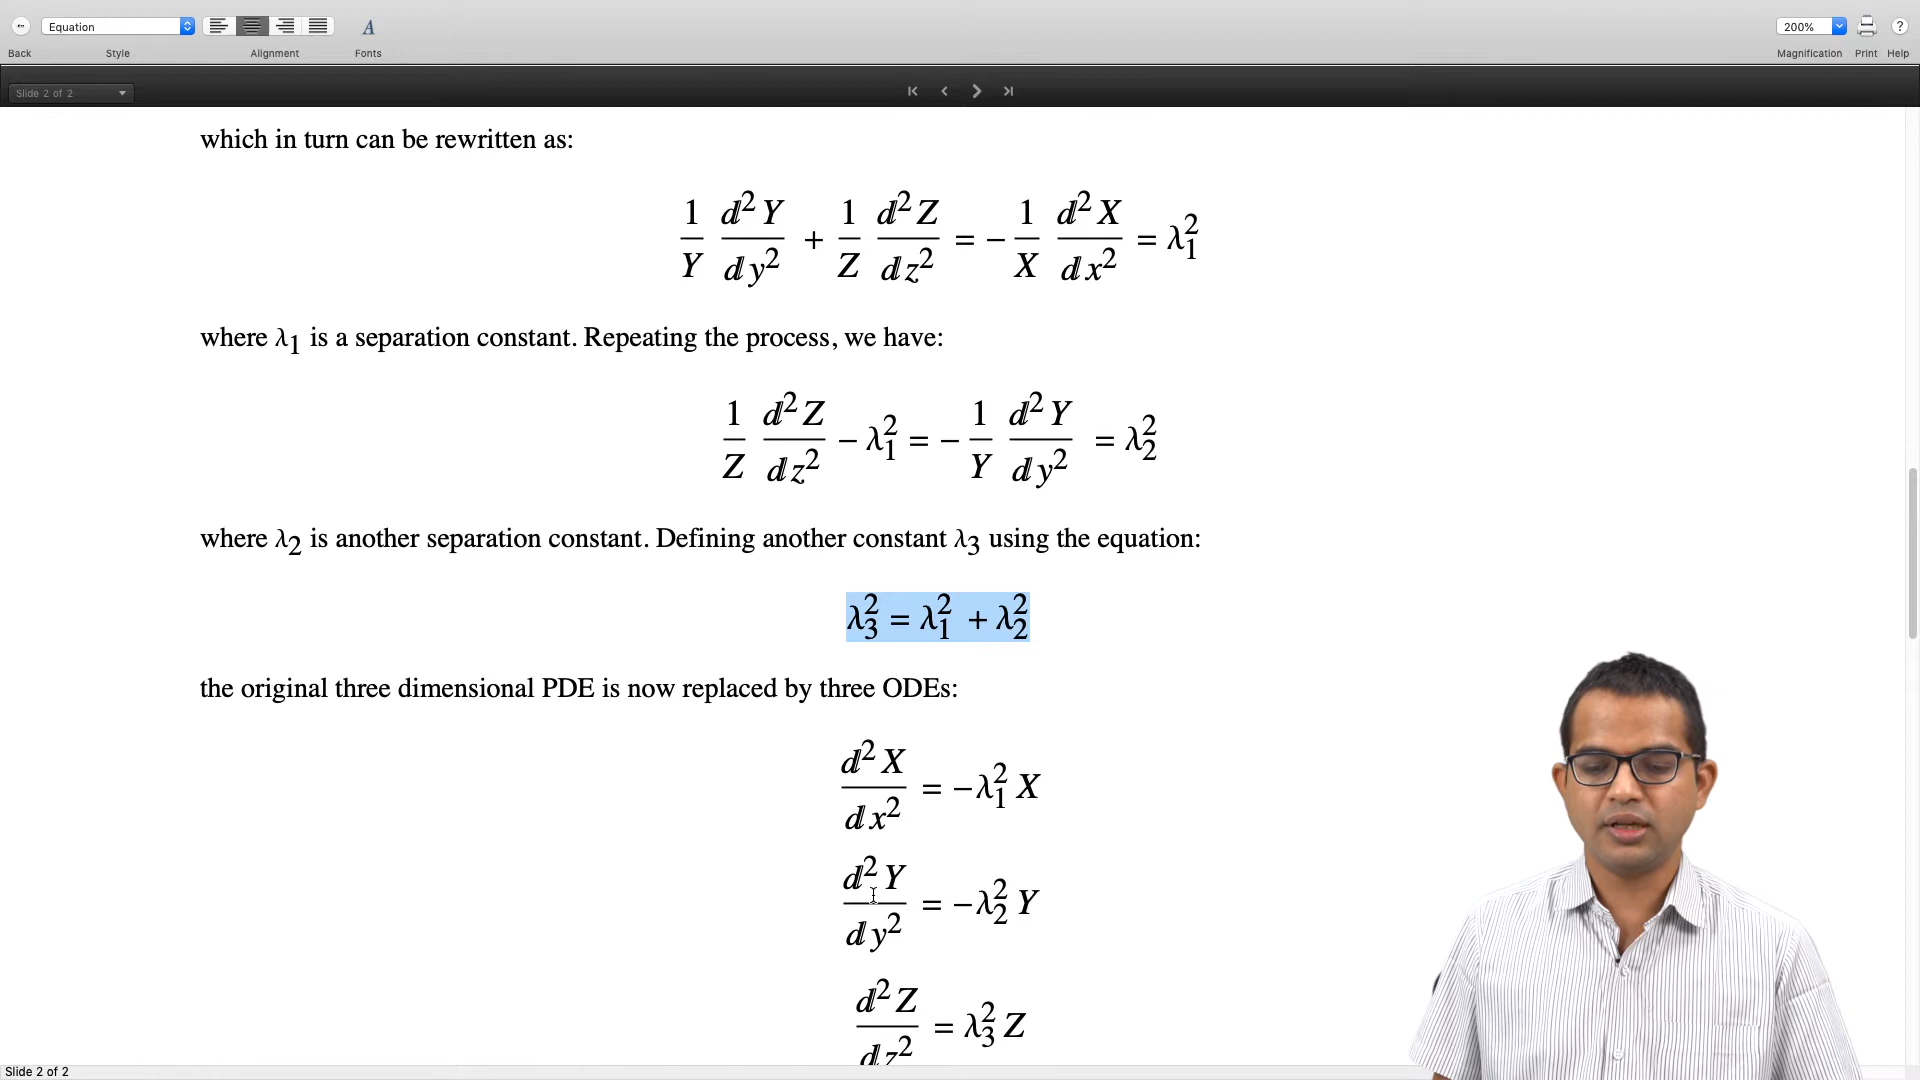 Equation
200%
Back
Style
Alignment
Fonts
Magnification
Print
Help
Slide 2 of 2
which in turn can be rewritten as:
1/Y d²Y/dy² + 1/Z d²Z/dz² = − 1/X d²X/dx² = λ₁²
where λ₁ is a separation constant. Repeating the process, we have:
1/Z d²Z/dz² − λ₁² = − 1/Y d²Y/dy² = λ₂²
where λ₂ is another separation constant. Defining another constant λ₃ using the equation:
λ₃² = λ₁² + λ₂²
the original three dimensional PDE is now replaced by three ODEs:
d²X/dx² = −λ₁² X
d²Y/dy² = −λ₂² Y
d²Z/dz² = λ₃² Z
Slide 2 of 2